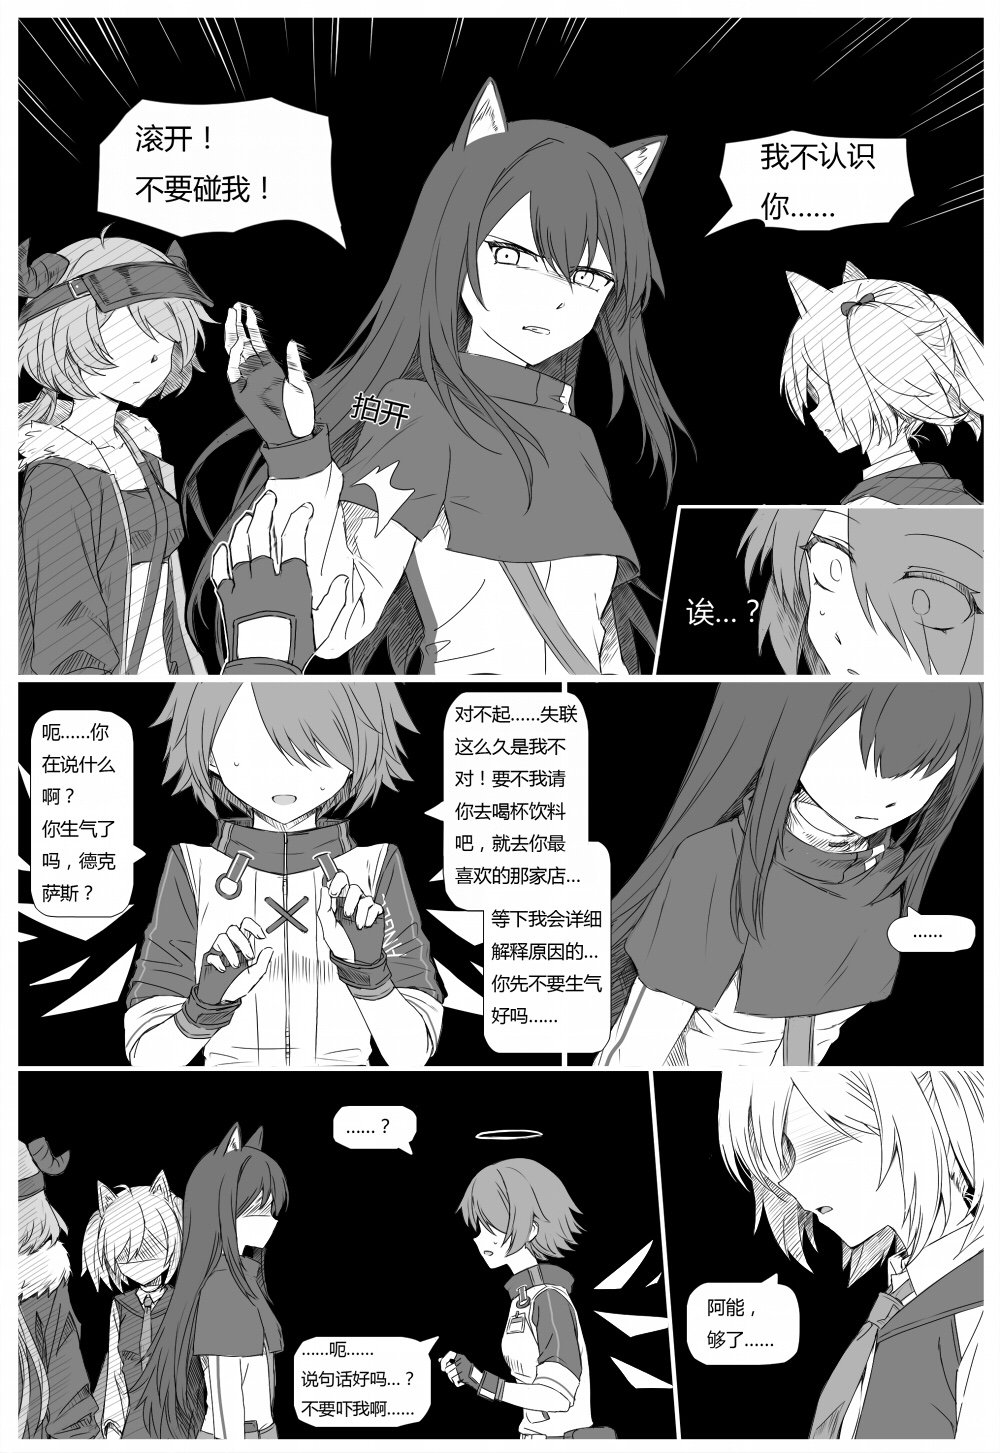 滚开！
不要碰我！
我不认识
你……
拍开
诶…？
呃……你
在说什么
啊？
你生气了
吗，德克
萨斯？
对不起……失联
这么久是我不
对！要不我请
你去喝杯饮料
吧，就去你最
喜欢的那家店…
等下我会详细
解释原因的…
你先不要生气
好吗……
……
……？
……呃……
说句话好吗…？
不要吓我啊……
阿能，
够了……